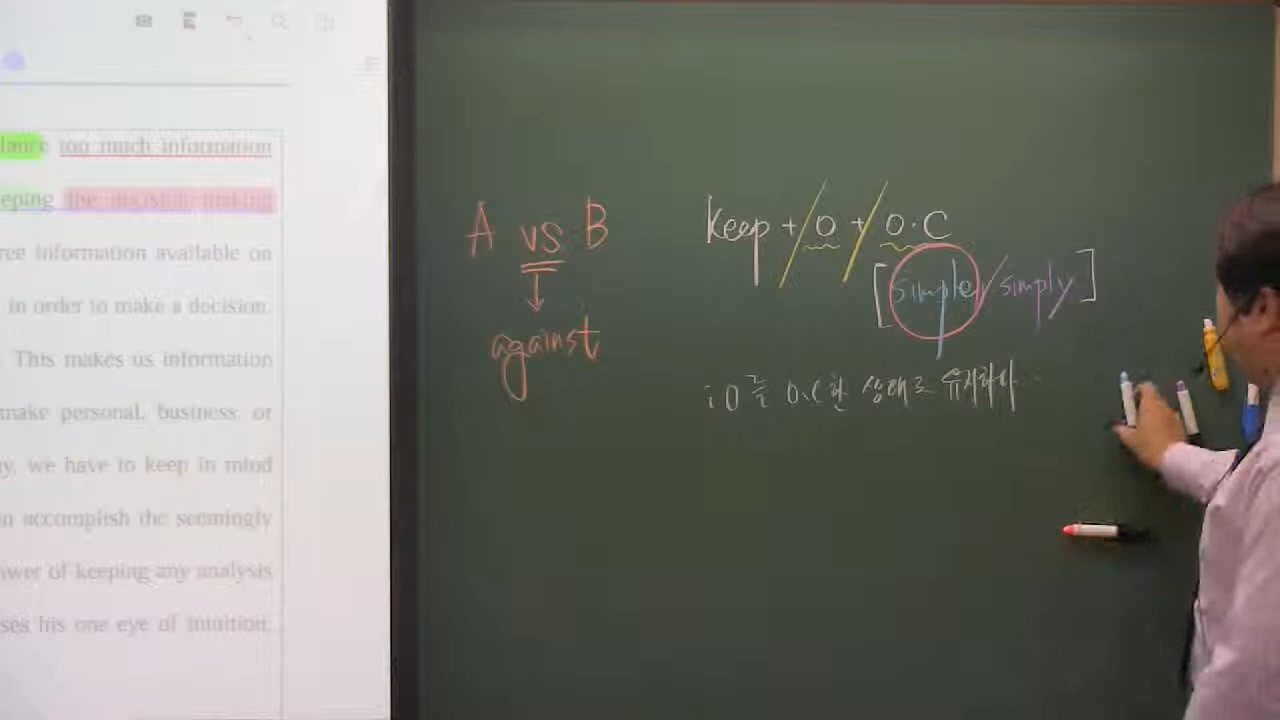 too much information
the decision making
ree information available on
in order to make a decision.
This makes us information
make personal, business, or
we have to keep in mind
accomplish the seemingly
wer of keeping any analysis
ses his one eye of intuition.
A vs B
against
keep + / O + / O·C
[simple / simply]
: O를 O.C한 상태로 유지하다